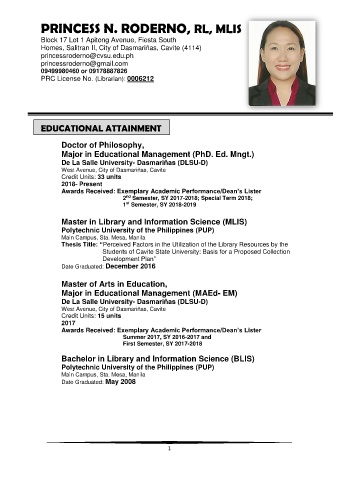 PRINCESS N. RODERNO, RL, MLIS
Block 17 Lot 1 Apitong Avenue, Fiesta South
Homes, Salitran II, City of Dasmariñas, Cavite (4114)
princessroderno@cvsu.edu.ph
princessroderno@gmail.com
09499980460 or 09178887826
PRC License No. (Librarian): 0006212
EDUCATIONAL ATTAINMENT
Doctor of Philosophy,
Major in Educational Management (PhD. Ed. Mngt.)
De La Salle University- Dasmariñas (DLSU-D)
West Avenue, City of Dasmariñas, Cavite
Credit Units: 33 units
2018- Present
Awards Received: Exemplary Academic Performance/Dean's Lister
2nd Semester, SY 2017-2018; Special Term 2018;
1st Semester, SY 2018-2019
Master in Library and Information Science (MLIS)
Polytechnic University of the Philippines (PUP)
Main Campus, Sta. Mesa, Manila
Thesis Title: "Perceived Factors in the Utilization of the Library Resources by the
Students of Cavite State University: Basis for a Proposed Collection
Development Plan"
Date Graduated: December 2016
Master of Arts in Education,
Major in Educational Management (MAEd- EM)
De La Salle University- Dasmariñas (DLSU-D)
West Avenue, City of Dasmariñas, Cavite
Credit Units: 15 units
2017
Awards Received: Exemplary Academic Performance/Dean's Lister
Summer 2017, SY 2016-2017 and
First Semester, SY 2017-2018
Bachelor in Library and Information Science (BLIS)
Polytechnic University of the Philippines (PUP)
Main Campus, Sta. Mesa, Manila
Date Graduated: May 2008
1